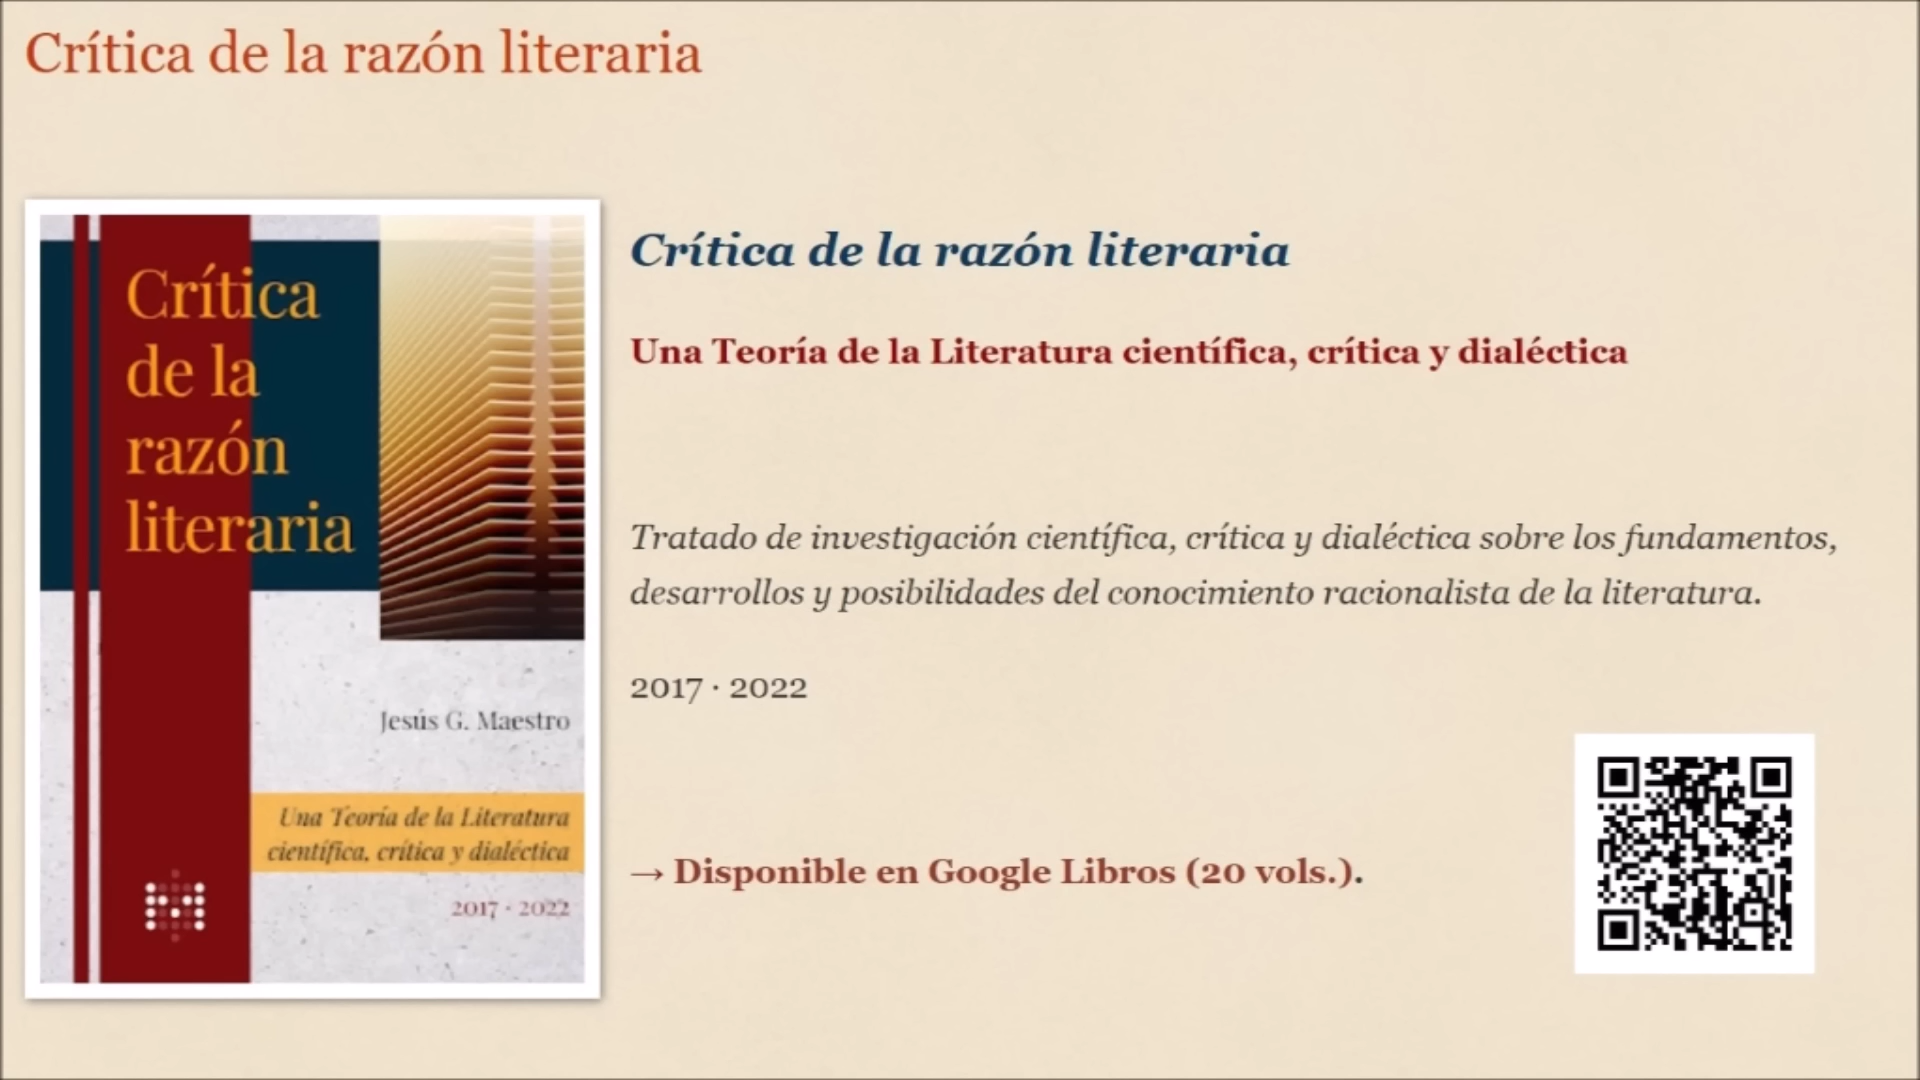 Crítica de la razón literaria
Crítica
de la
razón
literaria
Jesús G. Maestro
Una Teoría de la Literatura
científica, crítica y dialéctica
2017 · 2022
Crítica de la razón literaria
Una Teoría de la Literatura científica, crítica y dialéctica
Tratado de investigación científica, crítica y dialéctica sobre los fundamentos,
desarrollos y posibilidades del conocimiento racionalista de la literatura.
2017 · 2022
→ Disponible en Google Libros (20 vols.).